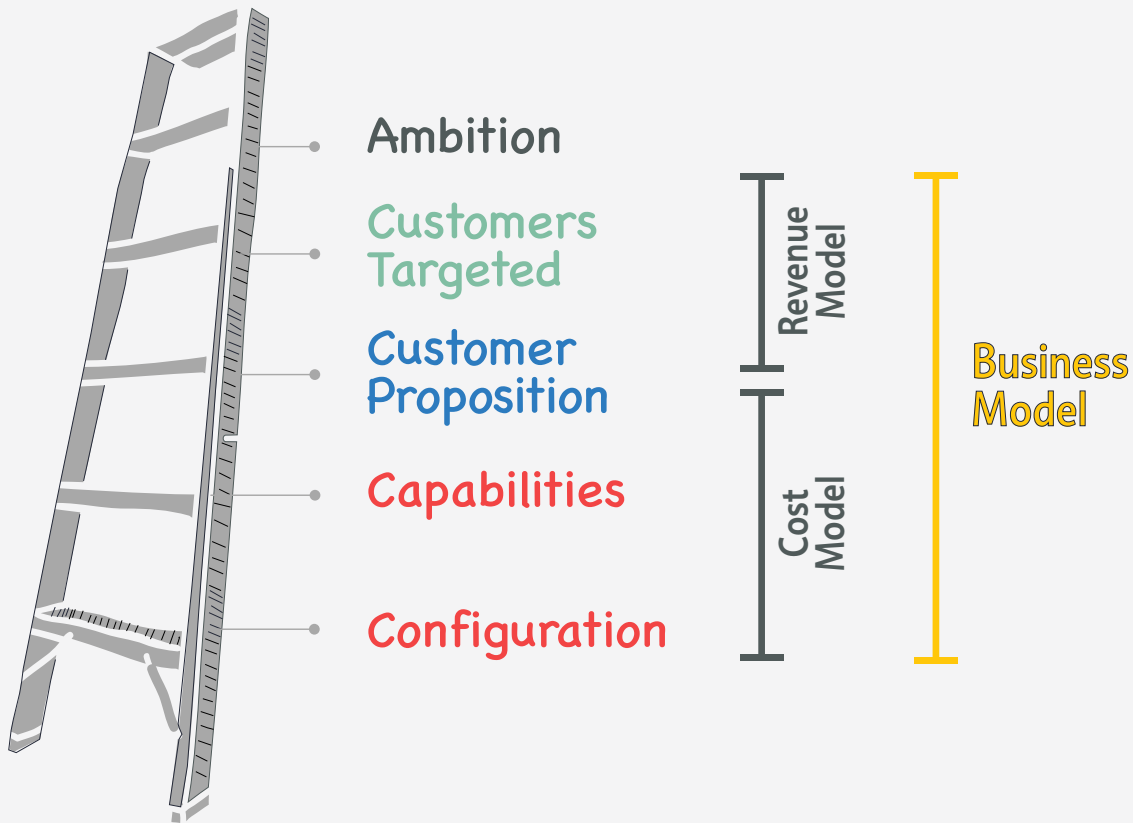 Ambition
Customers
Targeted
Customer
Proposition
Capabilities
Configuration
Revenue
Model
Cost
Model
Business
Model